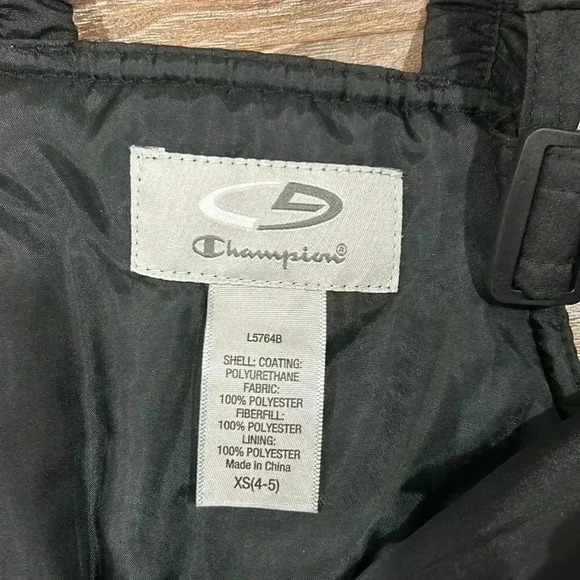 Champion®
L5764B
SHELL: COATING:
POLYURETHANE
FABRIC:
100% POLYESTER
FIBERFILL:
100% POLYESTER
LINING:
100% POLYESTER
Made in China
XS(4-5)